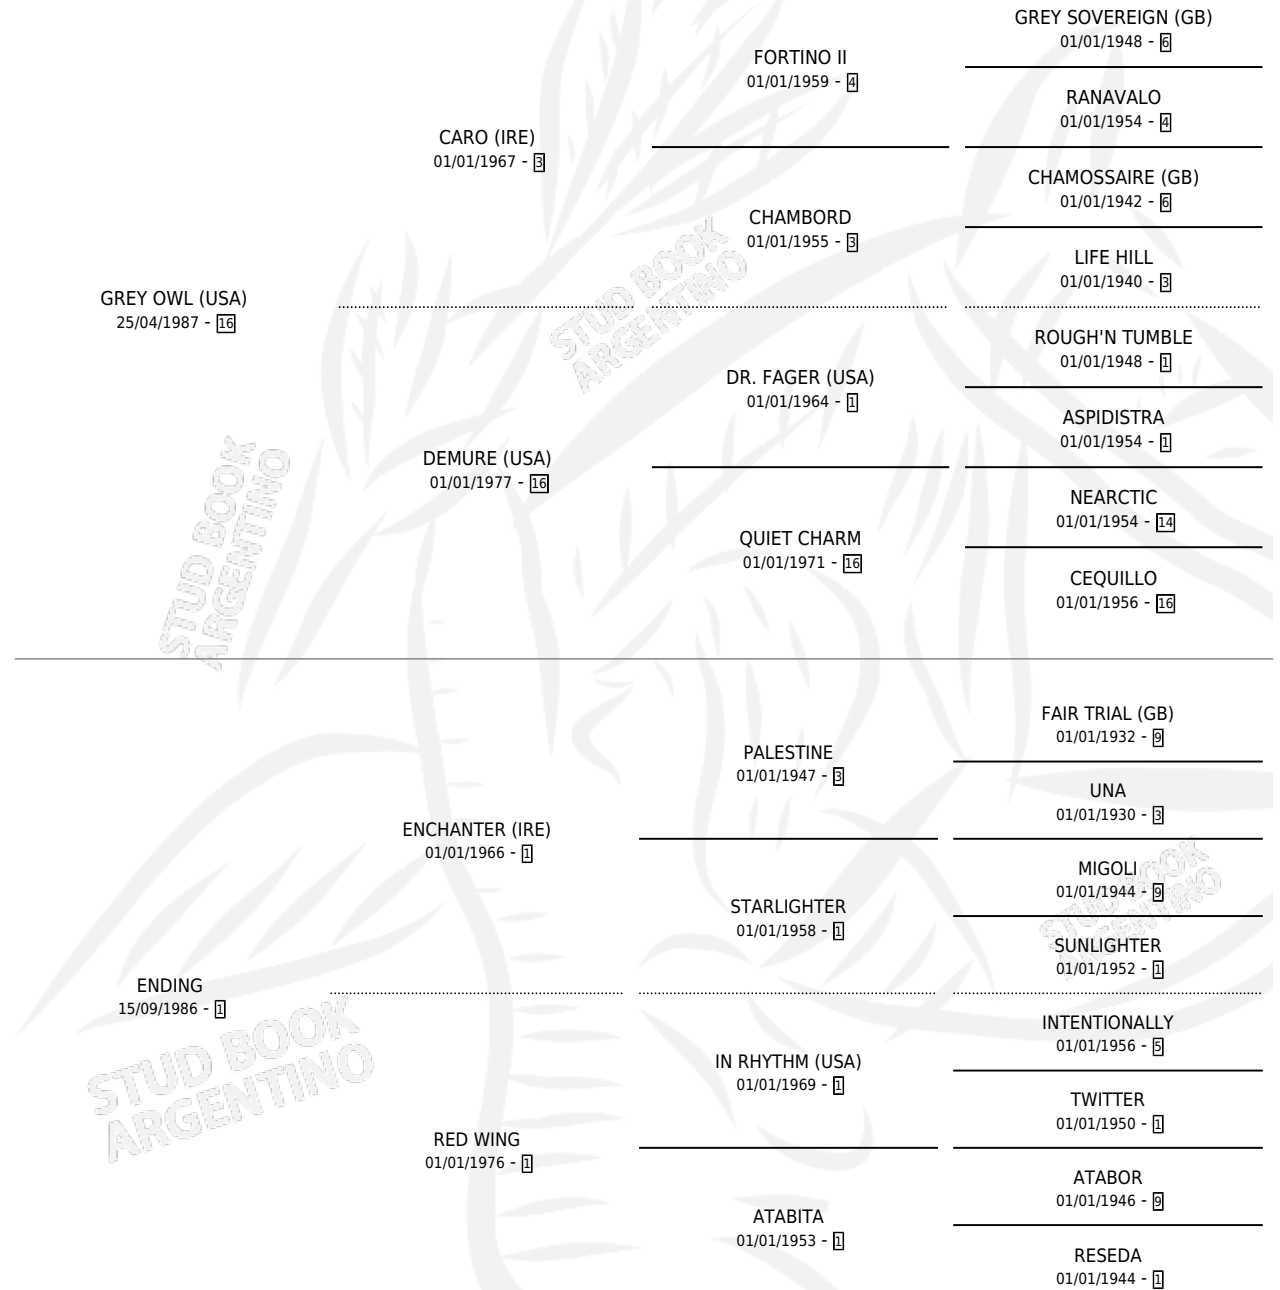 GREY SOVEREIGN (GB)
01/01/1948 - 6
FORTINO II
01/01/1959 - 4
RANAVALO
01/01/1954 - 4
CARO (IRE)
01/01/1967 - 3
CHAMOSSAIRE (GB)
01/01/1942 - 6
CHAMBORD
01/01/1955 - 3
LIFE HILL
01/01/1940 - 3
GREY OWL (USA)
25/04/1987 - 16
ROUGH'N TUMBLE
01/01/1948 - 1
DR. FAGER (USA)
01/01/1964 - 1
ASPIDISTRA
01/01/1954 - 1
DEMURE (USA)
01/01/1977 - 16
NEARCTIC
01/01/1954 - 14
QUIET CHARM
01/01/1971 - 16
CEQUILLO
01/01/1956 - 16
FAIR TRIAL (GB)
01/01/1932 - 9
PALESTINE
01/01/1947 - 3
UNA
01/01/1930 - 3
ENCHANTER (IRE)
01/01/1966 - 1
MIGOLI
01/01/1944 - 9
STARLIGHTER
01/01/1958 - 1
SUNLIGHTER
01/01/1952 - 1
ENDING
15/09/1986 - 1
INTENTIONALLY
01/01/1956 - 5
IN RHYTHM (USA)
01/01/1969 - 1
TWITTER
01/01/1950 - 1
RED WING
01/01/1976 - 1
ATABOR
01/01/1946 - 9
ATABITA
01/01/1953 - 1
RESEDA
01/01/1944 - 1
STUD BOOK
ARGENTINO
STUD BOOK
ARGENTINO
STUD BOOK
ARGENTINO
STUD BOOK
ARGENTINO